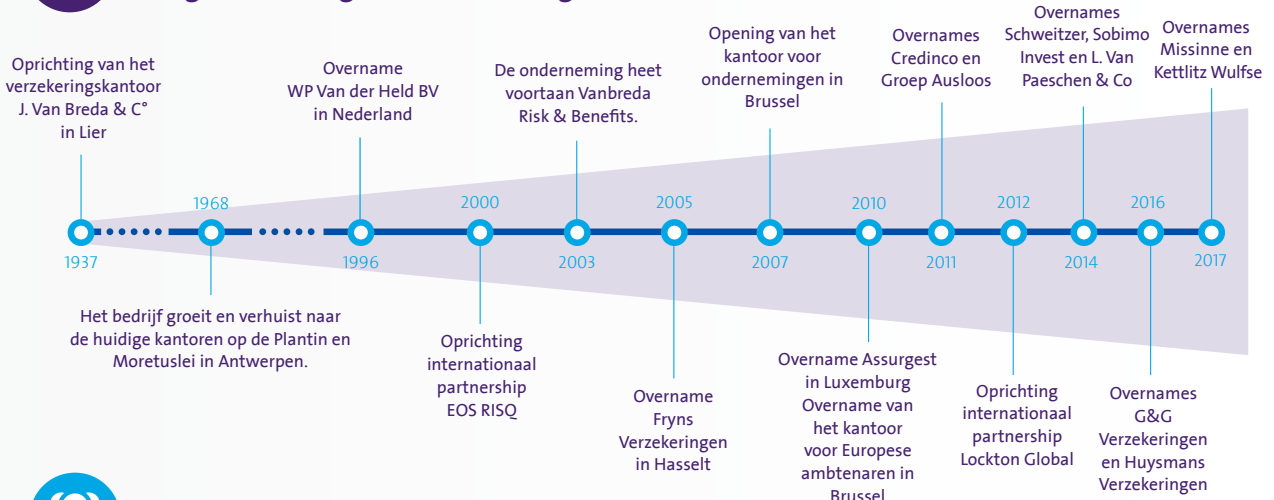 Oprichting van het
verzekeringskantoor
J. Van Breda & C°
in Lier
1937
1968
Het bedrijf groeit en verhuist naar
de huidige kantoren op de Plantin en
Moretuslei in Antwerpen.
Overname
WP Van der Held BV
in Nederland
1996
2000
Oprichting
internationaal
partnership
EOS RISQ
De onderneming heet
voortaan Vanbreda
Risk & Benefits.
2003
2005
Overname
Fryns
Verzekeringen
in Hasselt
Opening van het
kantoor voor
ondernemingen in
Brussel
2007
2010
Overname Assurgest
in Luxemburg
Overname van
het kantoor
voor Europese
ambtenaren in
Brussel
Overnames
Credinco en
Groep Ausloos
2011
2012
Oprichting
internationaal
partnership
Lockton Global
Overnames
Schweitzer, Sobimo
Invest en L. Van
Paeschen & Co
2014
2016
Overnames
G&G
Verzekeringen
en Huysmans
Verzekeringen
Overnames
Missinne en
Kettlitz Wulfse
2017